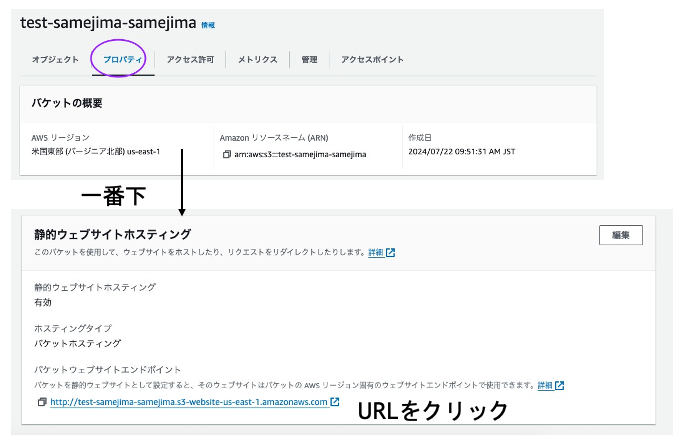 test-samejima-samejima 情報
オブジェクト プロパティ アクセス許可 メトリクス 管理 アクセスポイント
バケットの概要
AWS リージョン Amazon リソースネーム (ARN) 作成日
米国東部 (バージニア北部) us-east-1 arn:aws:s3:::test-samejima-samejima 2024/07/22 09:51:31 AM JST
一番下
静的ウェブサイトホスティング 編集
このバケットを使用して、ウェブサイトをホストしたり、リクエストをリダイレクトしたりします。詳細
静的ウェブサイトホスティング
有効
ホスティングタイプ
バケットホスティング
バケットウェブサイトエンドポイント
バケットを静的ウェブサイトとして設定すると、そのウェブサイトはバケットの AWS リージョン固有のウェブサイトエンドポイントで使用できます。詳細
http://test-samejima-samejima.s3-website-us-east-1.amazonaws.com
URLをクリック